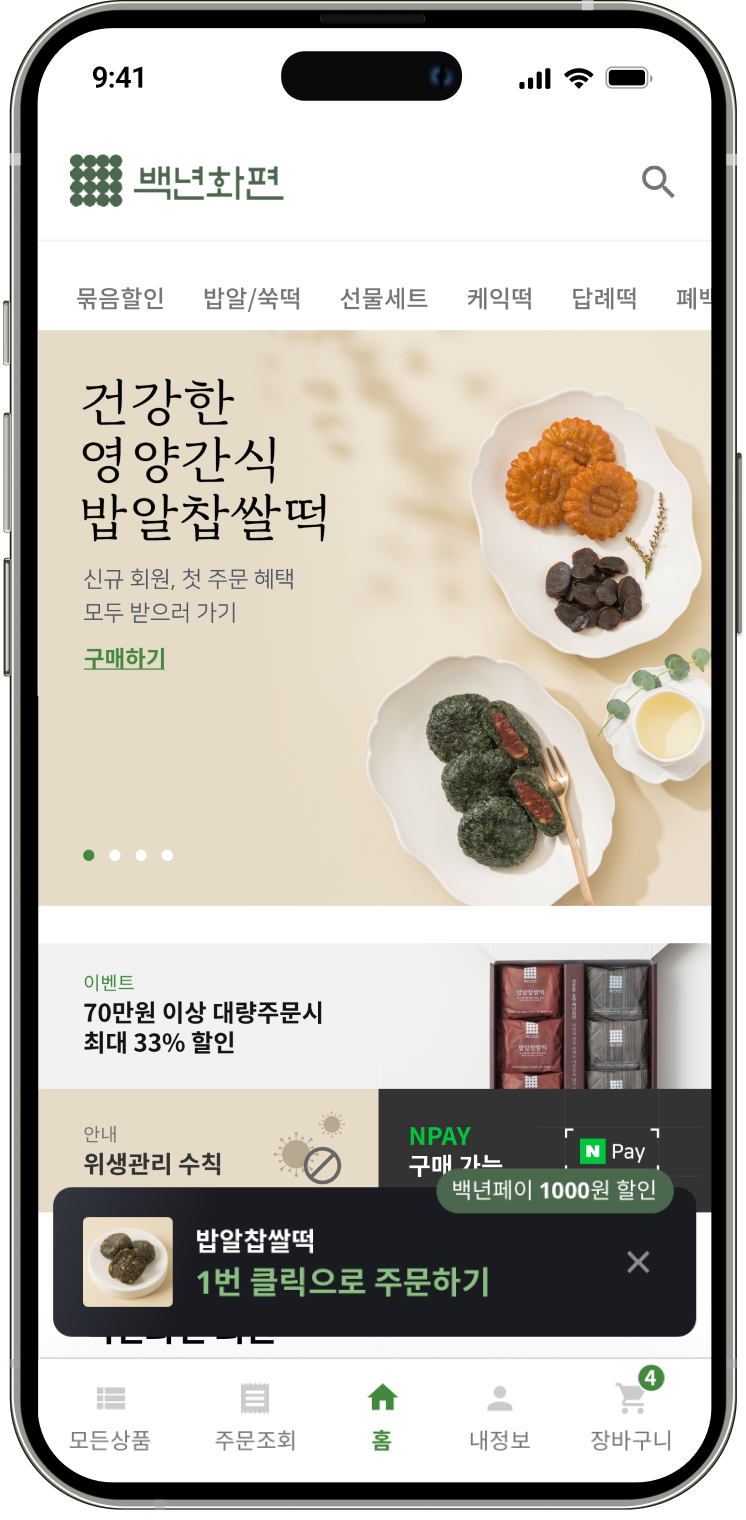 9:41
백년화편
묶음할인 밥알/쑥떡 선물세트 케익떡 답례떡
건강한
영양간식
밥알찹쌀떡
신규 회원, 첫 주문 혜택
모두 받으러 가기
구매하기
이벤트
70만원 이상 대량주문시
최대 33% 할인
밥알찹쌀떡
밥알찹쌀떡
안내
위생관리 수칙
NPAY
구매 가능
N Pay
백년페이 1000원 할인
밥알찹쌀떡
1번 클릭으로 주문하기
4
모든상품 주문조회 홈 내정보 장바구니